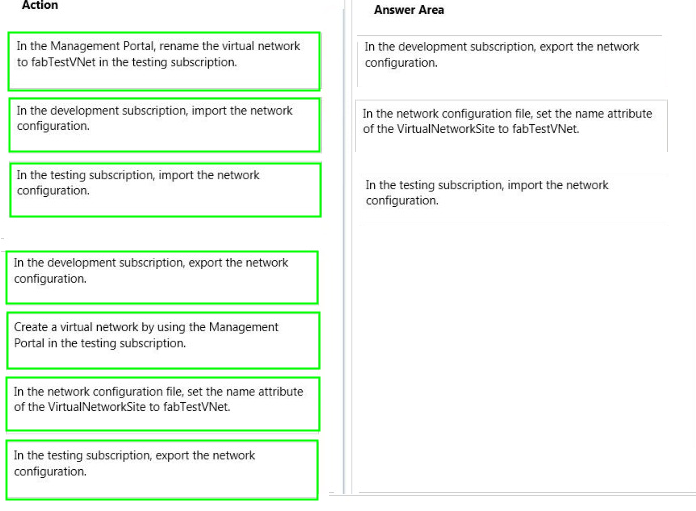 Action
In the Management Portal, rename the virtual network
to fabTestVNet in the testing subscription.
In the development subscription, import the network
configuration.
In the testing subscription, import the network
configuration.
In the development subscription, export the network
configuration.
Create a virtual network by using the Management
Portal in the testing subscription.
In the network configuration file, set the name attribute
of the VirtualNetworkSite to fabTestVNet.
In the testing subscription, export the network
configuration.
Answer Area
In the development subscription, export the network
configuration.
In the network configuration file, set the name attribute
of the VirtualNetworkSite to fabTestVNet.
In the testing subscription, import the network
configuration.